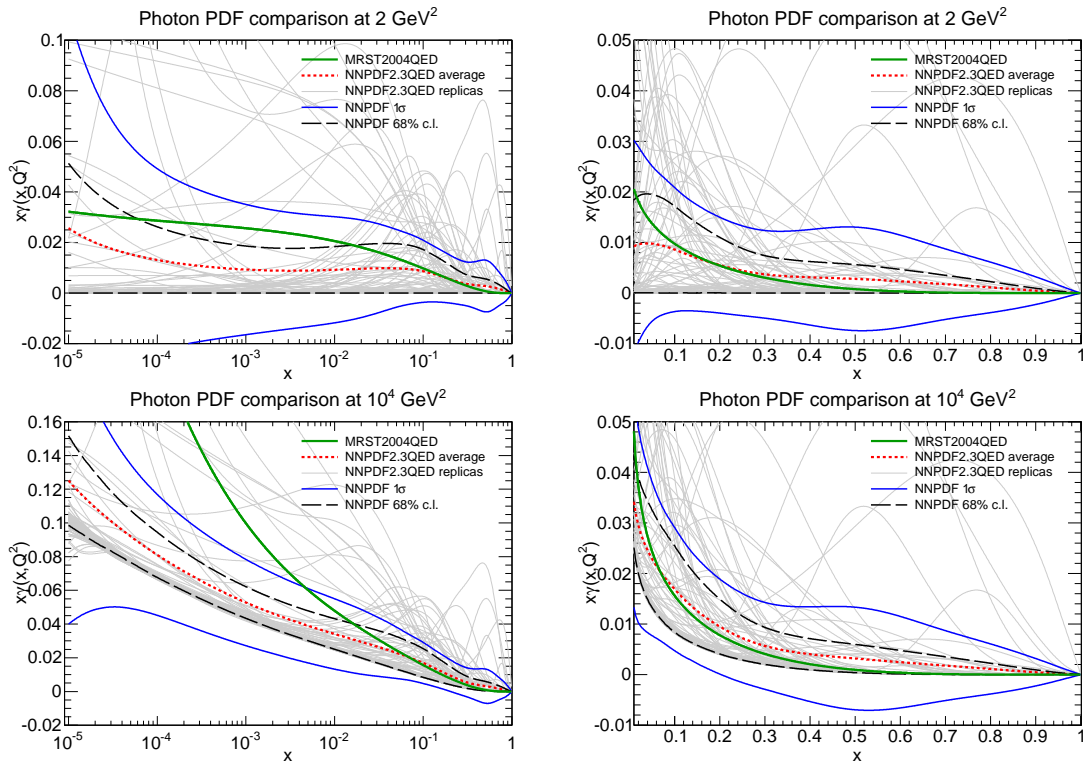 Photon PDF comparison at 2 GeV²
0.1
0.08
0.06
0.04
0.02
0
-0.02
xγ(x,Q²)
MRST2004QED
NNPDF2.3QED average
NNPDF2.3QED replicas
NNPDF 1σ
NNPDF 68% c.l.
10⁻⁵ 10⁻⁴ 10⁻³ 10⁻² 10⁻¹ 1
x
Photon PDF comparison at 2 GeV²
0.05
0.04
0.03
0.02
0.01
0
-0.01
xγ(x,Q²)
MRST2004QED
NNPDF2.3QED average
NNPDF2.3QED replicas
NNPDF 1σ
NNPDF 68% c.l.
0.1 0.2 0.3 0.4 0.5 0.6 0.7 0.8 0.9 1
x
Photon PDF comparison at 10⁴ GeV²
0.16
0.14
0.12
0.1
0.08
0.06
0.04
0.02
0
-0.02
xγ(x,Q²)
MRST2004QED
NNPDF2.3QED average
NNPDF2.3QED replicas
NNPDF 1σ
NNPDF 68% c.l.
10⁻⁵ 10⁻⁴ 10⁻³ 10⁻² 10⁻¹ 1
x
Photon PDF comparison at 10⁴ GeV²
0.05
0.04
0.03
0.02
0.01
0
-0.01
xγ(x,Q²)
MRST2004QED
NNPDF2.3QED average
NNPDF2.3QED replicas
NNPDF 1σ
NNPDF 68% c.l.
0.1 0.2 0.3 0.4 0.5 0.6 0.7 0.8 0.9 1
x